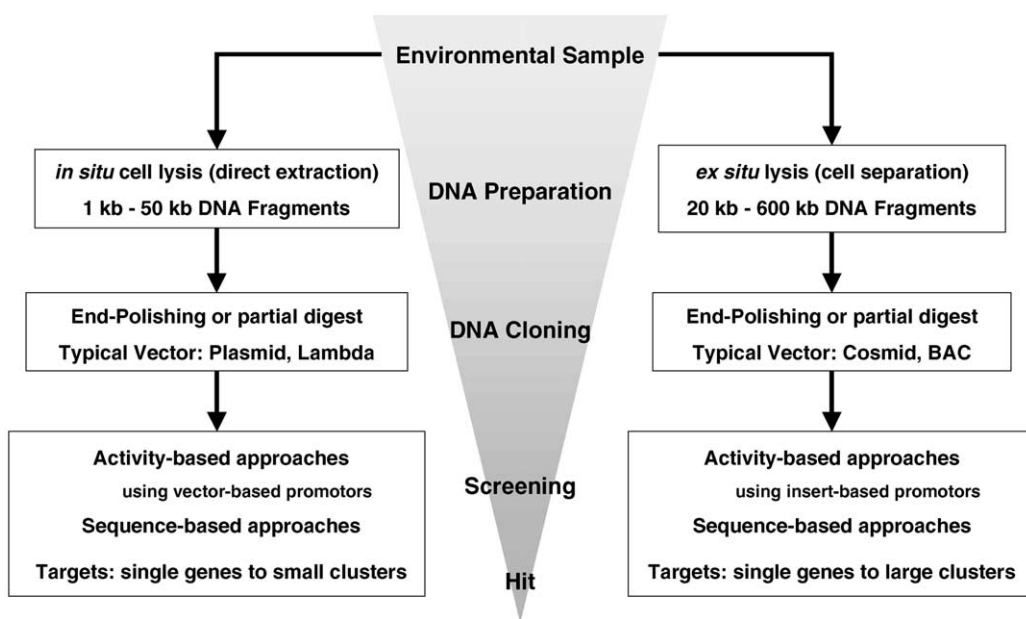 Environmental Sample
in situ cell lysis (direct extraction)
1 kb - 50 kb DNA Fragments
DNA Preparation
ex situ lysis (cell separation)
20 kb - 600 kb DNA Fragments
End-Polishing or partial digest
Typical Vector: Plasmid, Lambda
DNA Cloning
End-Polishing or partial digest
Typical Vector: Cosmid, BAC
Activity-based approaches
using vector-based promotors
Sequence-based approaches
Targets: single genes to small clusters
Screening
Hit
Activity-based approaches
using insert-based promotors
Sequence-based approaches
Targets: single genes to large clusters